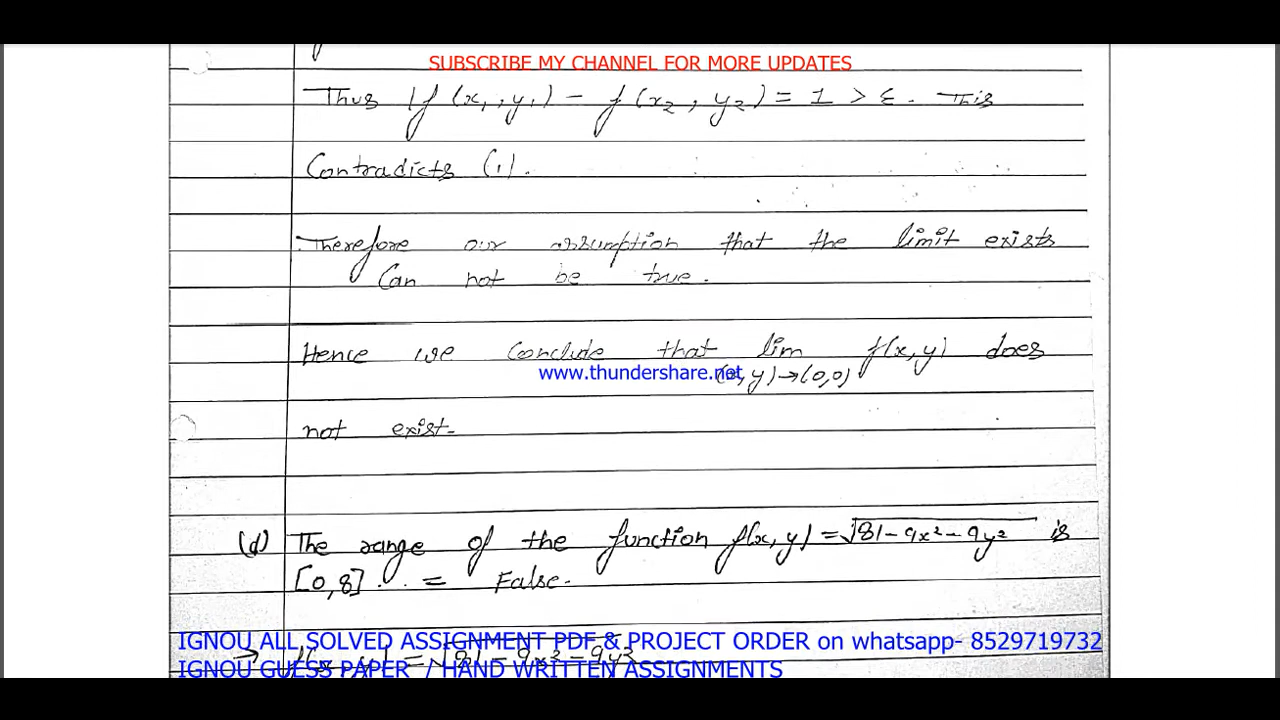 SUBSCRIBE MY CHANNEL FOR MORE UPDATES
Thus |f(x₁,y₁) - f(x₂, y₂) = 1 > ε. This
Contradicts (1).
Therefore our assumption that the limit exists
Can not be true.
Hence we Conclude that lim f(x,y) does
www.thundershare.net
(x,y)→(0,0)
not exist-
(d) The range of the function f(x,y) = √81-9x²-9y² is
[0,8] . . = False.
IGNOU ALL SOLVED ASSIGNMENT PDF & PROJECT ORDER on whatsapp- 8529719732
→ f(x,y) = √81-9x²-9y²
IGNOU GUESS PAPER / HAND WRITTEN ASSIGNMENTS